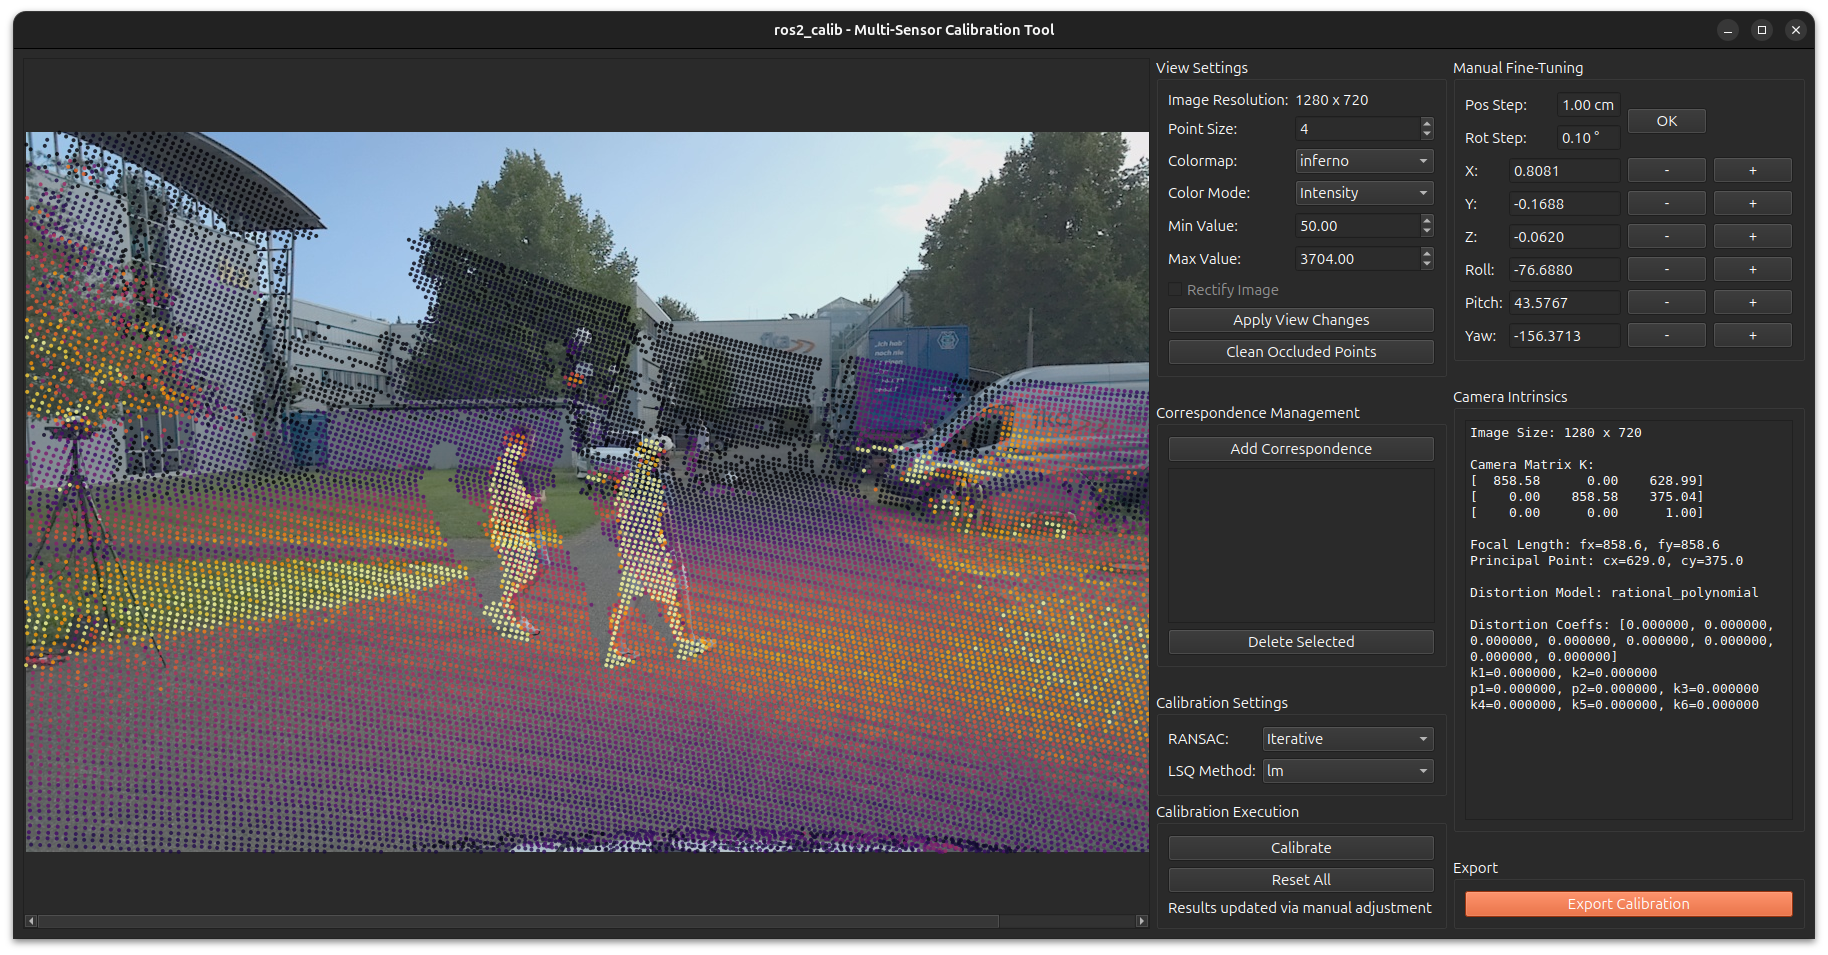 ros2_calib - Multi-Sensor Calibration Tool
View Settings
Image Resolution: 1280 x 720
Point Size: 4
Colormap: inferno
Color Mode: Intensity
Min Value: 50.00
Max Value: 3704.00
Rectify Image
Apply View Changes
Clean Occluded Points
Correspondence Management
Add Correspondence
Delete Selected
Calibration Settings
RANSAC: Iterative
LSQ Method: lm
Calibration Execution
Calibrate
Reset All
Results updated via manual adjustment
Manual Fine-Tuning
Pos Step: 1.00 cm
OK
Rot Step: 0.10 °
X: 0.8081 - +
Y: -0.1688 - +
Z: -0.0620 - +
Roll: -76.6880 - +
Pitch: 43.5767 - +
Yaw: -156.3713 - +
Camera Intrinsics
Image Size: 1280 x 720
Camera Matrix K:
[ 858.58 0.00 628.99]
[ 0.00 858.58 375.04]
[ 0.00 0.00 1.00]
Focal Length: fx=858.6, fy=858.6
Principal Point: cx=629.0, cy=375.0
Distortion Model: rational_polynomial
Distortion Coeffs: [0.000000, 0.000000,
0.000000, 0.000000, 0.000000, 0.000000,
0.000000, 0.000000]
k1=0.000000, k2=0.000000
p1=0.000000, p2=0.000000, k3=0.000000
k4=0.000000, k5=0.000000, k6=0.000000
Export
Export Calibration
„Ich hab'
noch nie